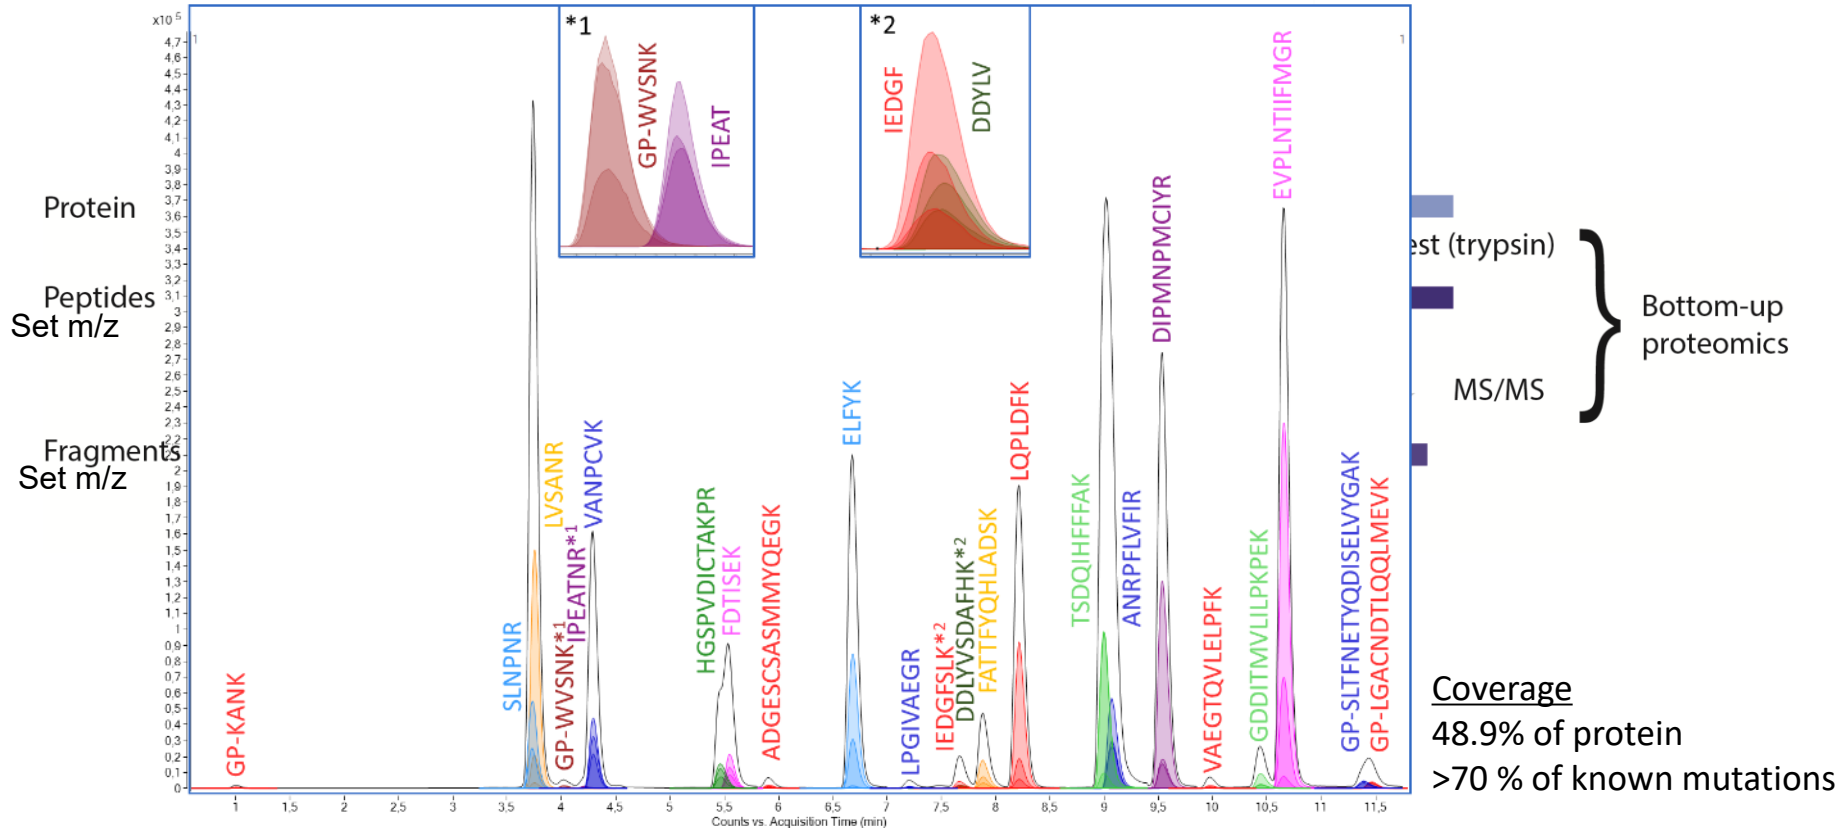 x10 5
1
1
4,7
4,6
4,5
4,4
4,3
4,2
4,1
4
3,9
3,8
3,7
3,6
3,5
3,4
3,3
3,2
3,1
3
2,9
2,8
2,7
2,6
2,5
2,4
2,3
2,2
2,1
2
1,9
1,8
1,7
1,6
1,5
1,4
1,3
1,2
1,1
1
0,9
0,8
0,7
0,6
0,5
0,4
0,3
0,2
0,1
0
Protein
Peptides
Set m/z
Fragments
Set m/z
*1
GP-WVSNK
IPEAT
*2
IEDGF
DDYLV
GP-KANK
SLNPNR
LVSANR
GP-WVSNK*1
IPEATNR*1
VANPCVK
HGSPVDICTAKPR
FDTISEK
ADGESCSASMMYQEGK
ELFYK
LPGIVAEGR
IEDGFSLK*2
DDLYVSDAFHK*2
FATTFYQHLADSK
LQPLDFK
TSDQIHFFFAK
ANRPFLVFIR
DIPMNPMCIYR
VAEGTQVLELPFK
GDDITMVLILPKPEK
EVPLNTIIFMGR
GP-SLTFNETYQDISELVYGAK
GP-LGACNDTLQQLMEVK
1
1,5
2
2,5
3
3,5
4
4,5
5
5,5
6
6,5
7
7,5
8
8,5
9
9,5
10
10,5
11
11,5
Counts vs. Acquisition Time (min)
est (trypsin)
MS/MS
}
Bottom-up
proteomics
Coverage
48.9% of protein
>70 % of known mutations